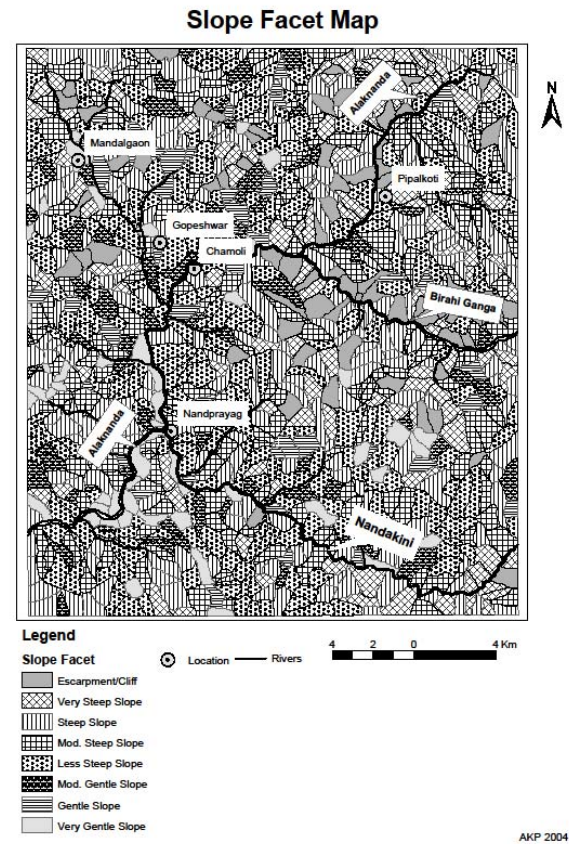 Slope Facet Map
N
Alaknanda
Mandalgaon
Pipalkoti
Gopeshwar
Chamoli
Birahi Ganga
Nandprayag
Alaknanda
Nandakini
Legend
Slope Facet
Location
Rivers
4 2 0 4 Km
Escarpment/Cliff
Very Steep Slope
Steep Slope
Mod. Steep Slope
Less Steep Slope
Mod. Gentle Slope
Gentle Slope
Very Gentle Slope
AKP 2004